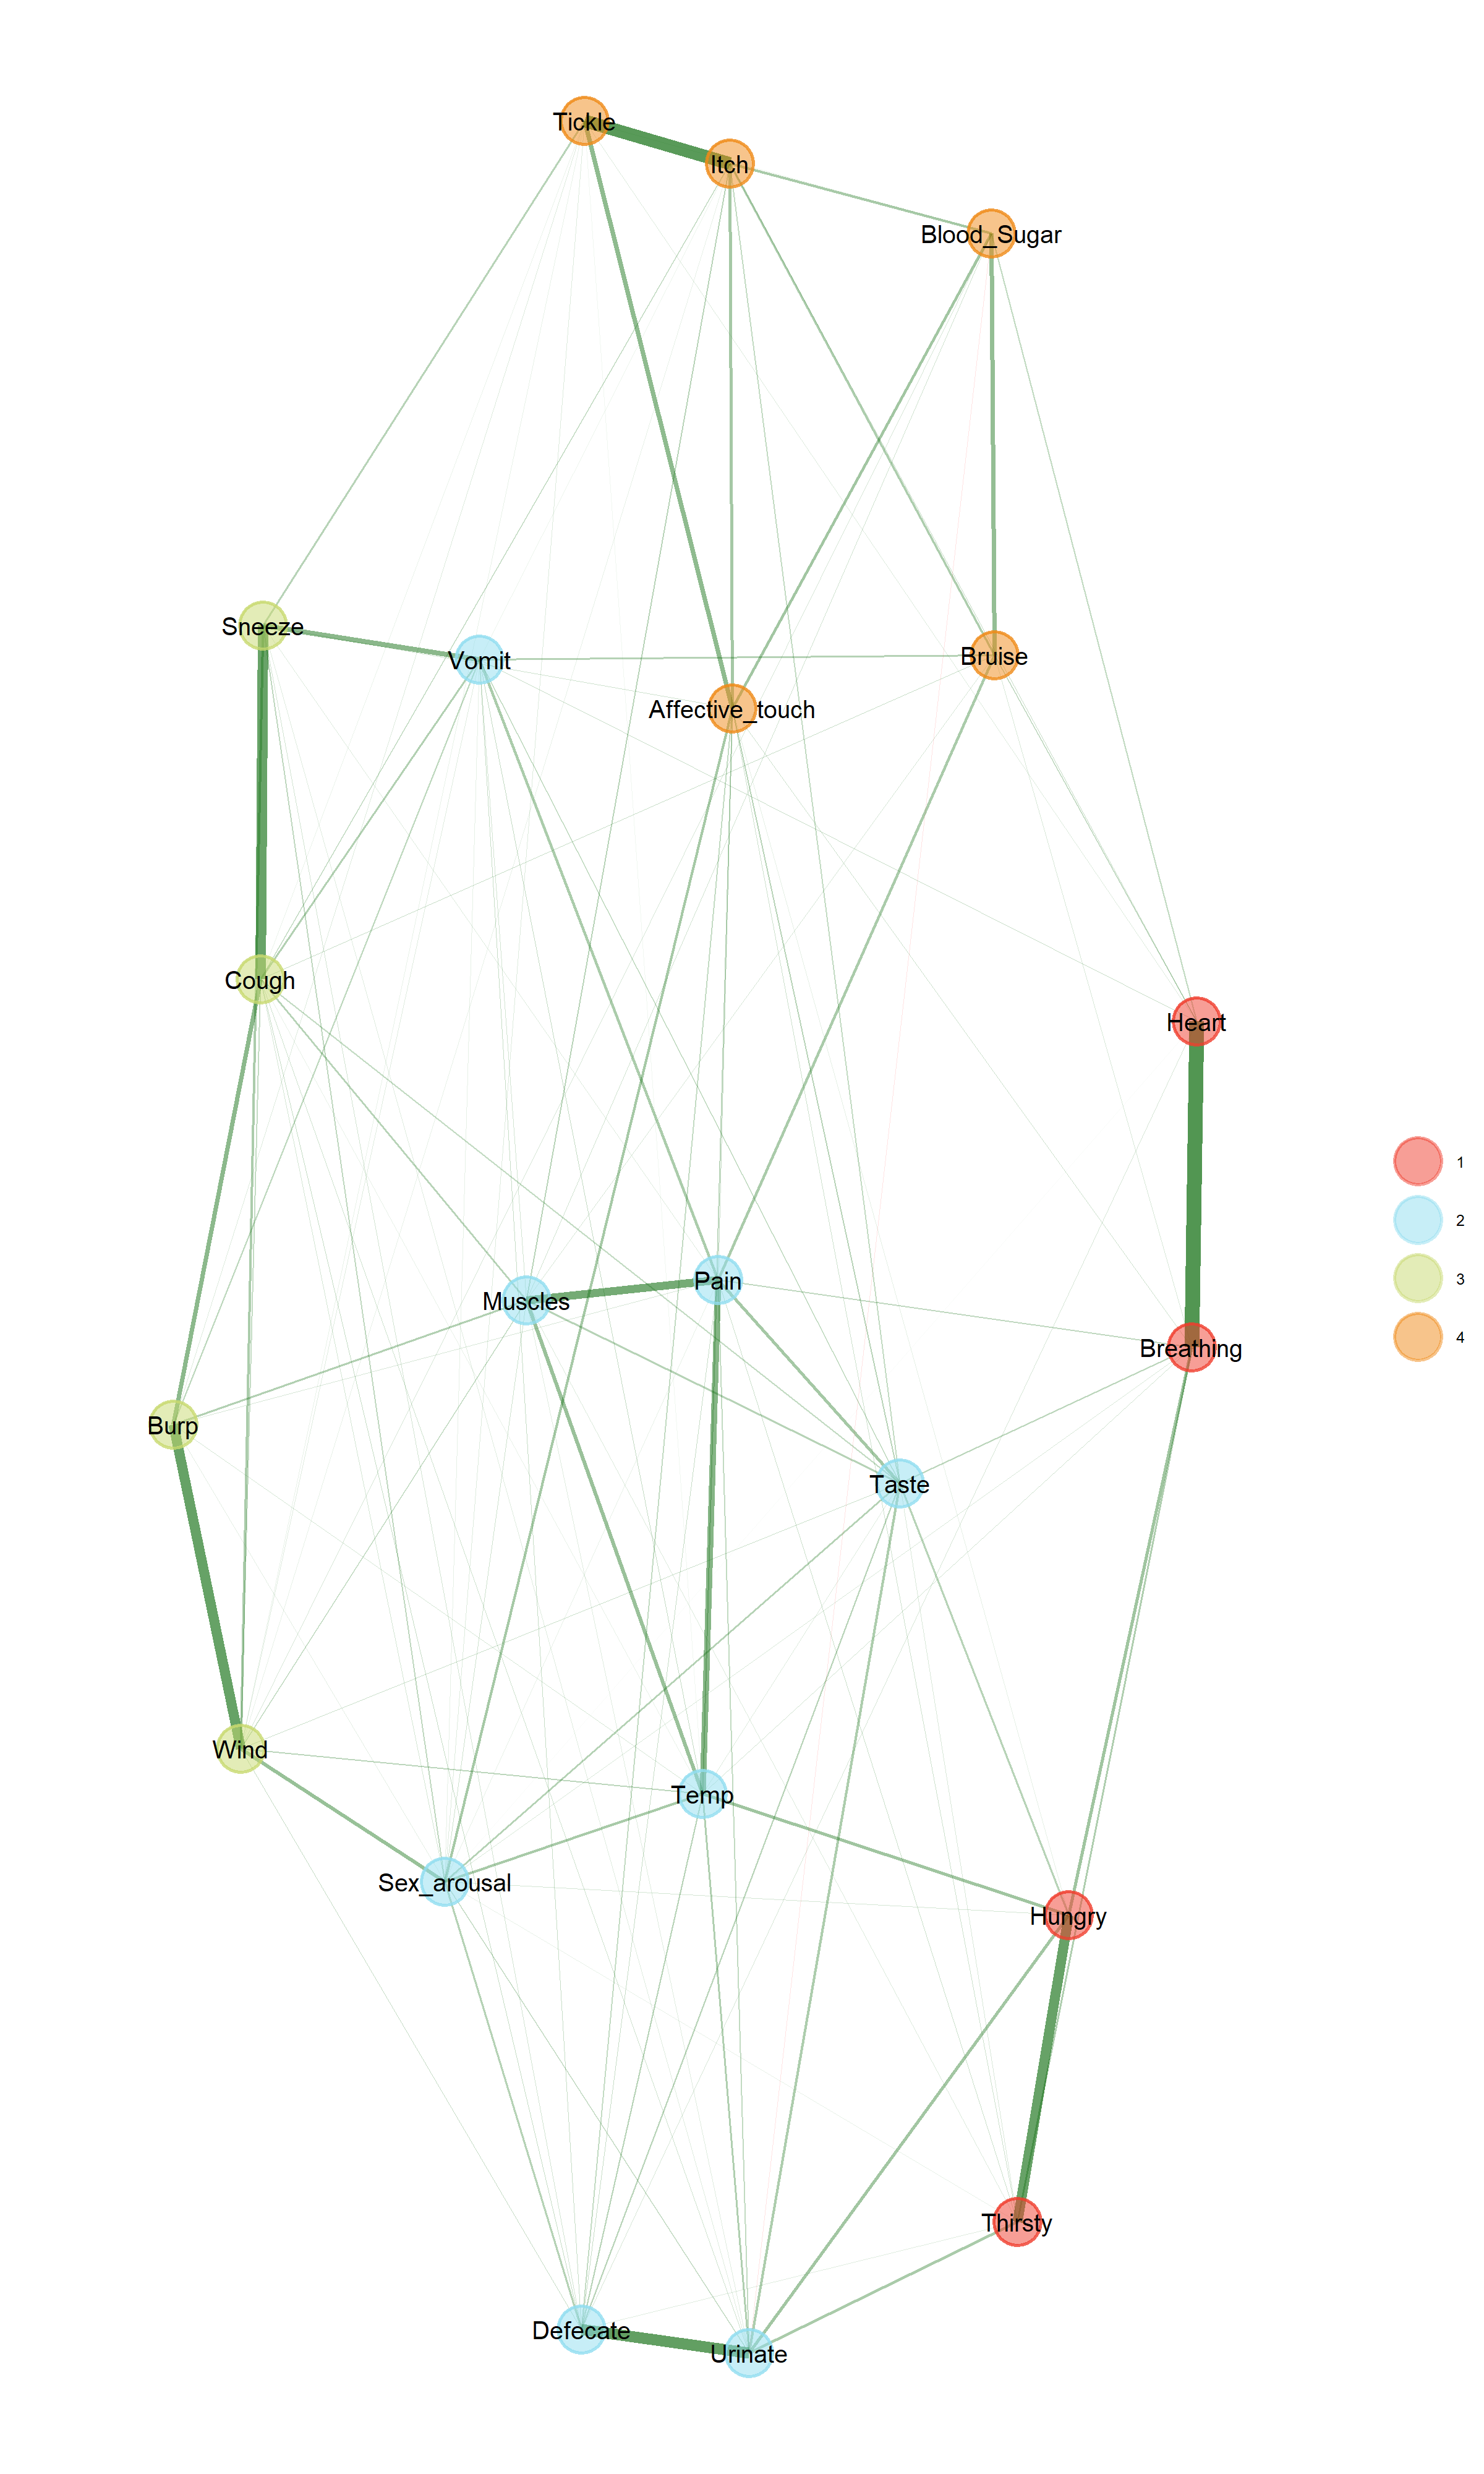 Tickle
Itch
Blood_Sugar
Sneeze
Vomit
Bruise
Affective_touch
Cough
Heart
1
2
3
4
Pain
Muscles
Breathing
Burp
Taste
Wind
Temp
Sex_arousal
Hungry
Thirsty
Defecate
Urinate